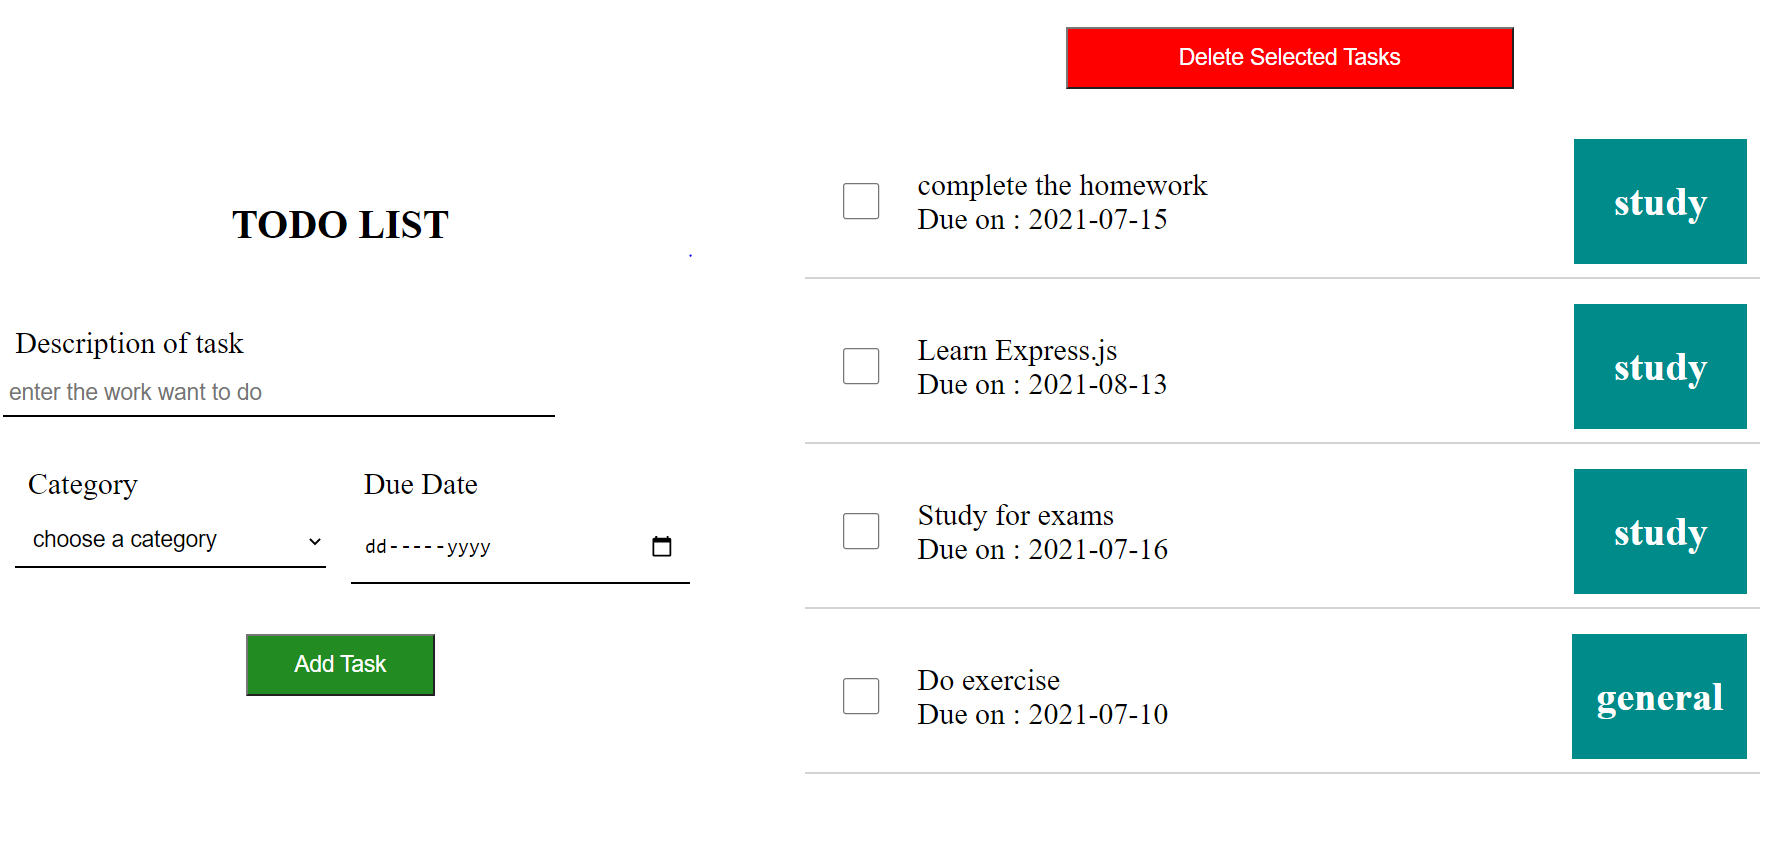 TODO LIST
Description of task
enter the work want to do
Category
Due Date
choose a category
dd-----yyyy
Add Task
Delete Selected Tasks
complete the homework
Due on : 2021-07-15
study
Learn Express.js
Due on : 2021-08-13
study
Study for exams
Due on : 2021-07-16
study
Do exercise
Due on : 2021-07-10
general